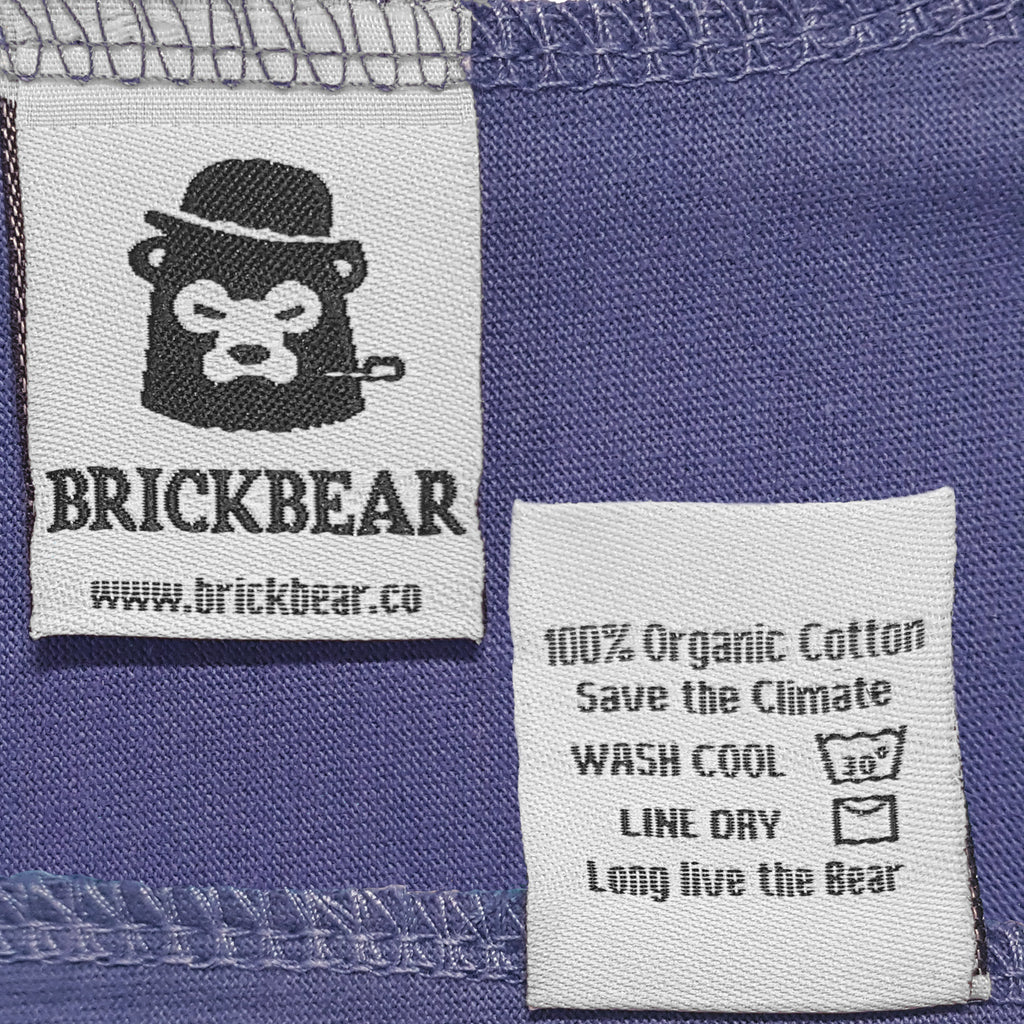 BRICKBEAR
www.brickbear.co
100% Organic Cotton
Save the Climate
WASH COOL 30°
LINE DRY
Long live the Bear